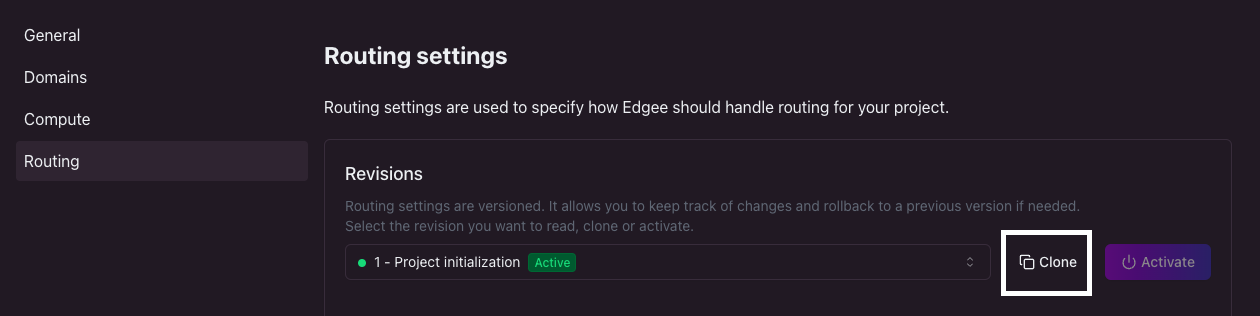 General
Domains
Compute
Routing
Routing settings
Routing settings are used to specify how Edgee should handle routing for your project.
Revisions
Routing settings are versioned. It allows you to keep track of changes and rollback to a previous version if needed.
Select the revision you want to read, clone or activate.
1 - Project initialization Active
Clone
Activate